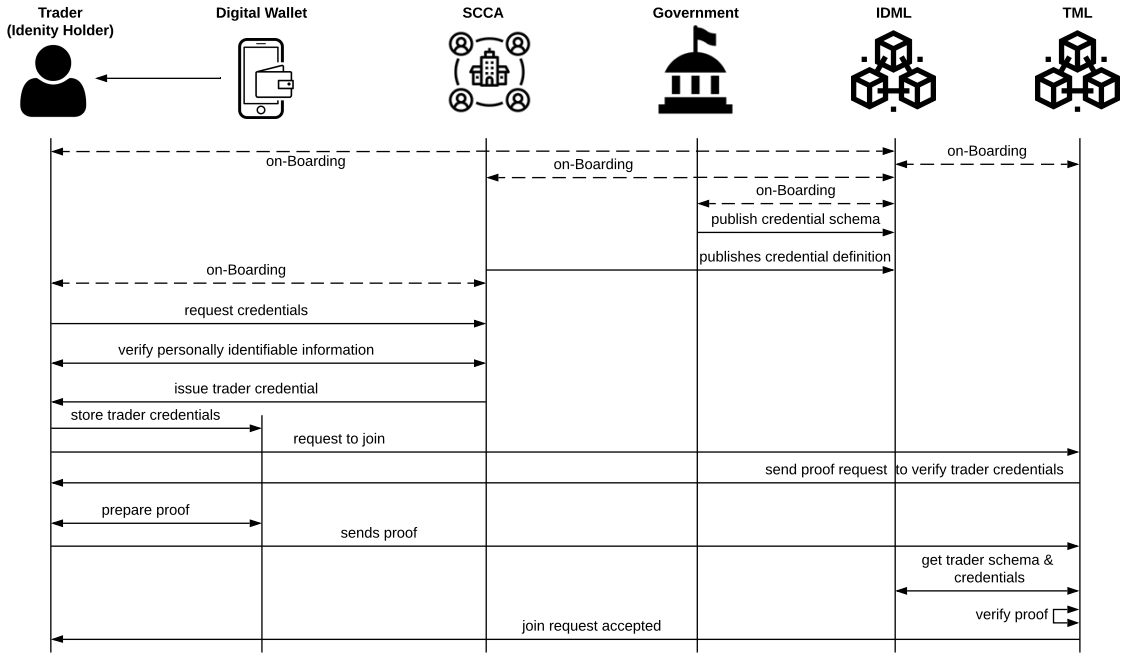 Trader
(Idenity Holder)
Digital Wallet
SCCA
Government
IDML
TML
on-Boarding
on-Boarding
on-Boarding
on-Boarding
publish credential schema
publishes credential definition
on-Boarding
request credentials
verify personally identifiable information
issue trader credential
store trader credentials
request to join
send proof request to verify trader credentials
prepare proof
sends proof
get trader schema &
credentials
verify proof
join request accepted